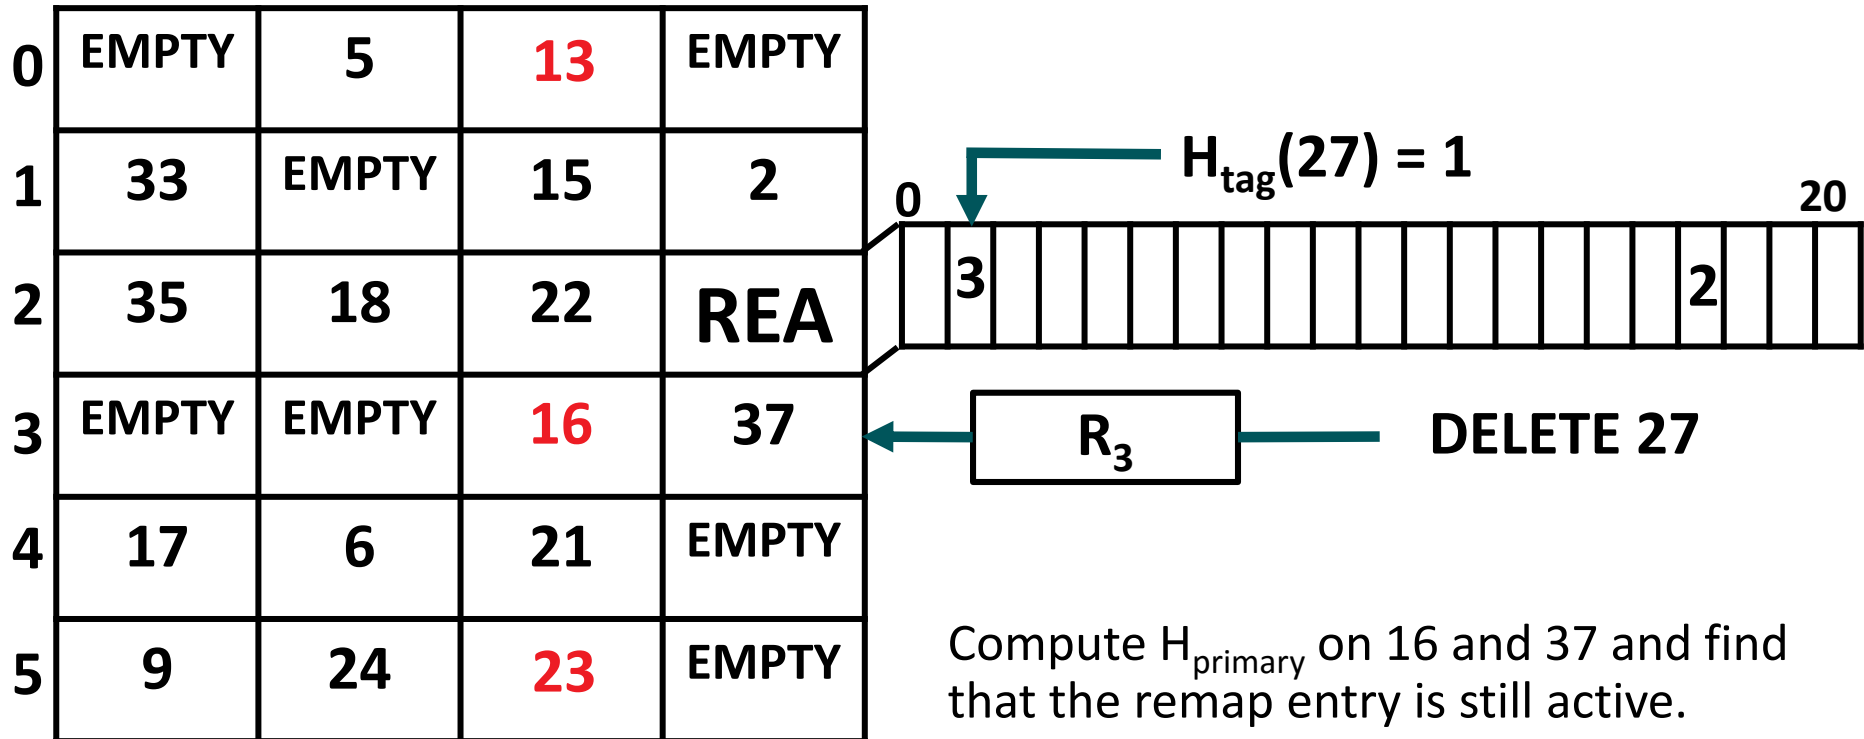 0 EMPTY 5 13 EMPTY
1 33 EMPTY 15 2
2 35 18 22 REA
3 EMPTY EMPTY 16 37
4 17 6 21 EMPTY
5 9 24 23 EMPTY
Htag(27) = 1
0 20
3 2
R3 DELETE 27
Compute Hprimary on 16 and 37 and find
that the remap entry is still active.